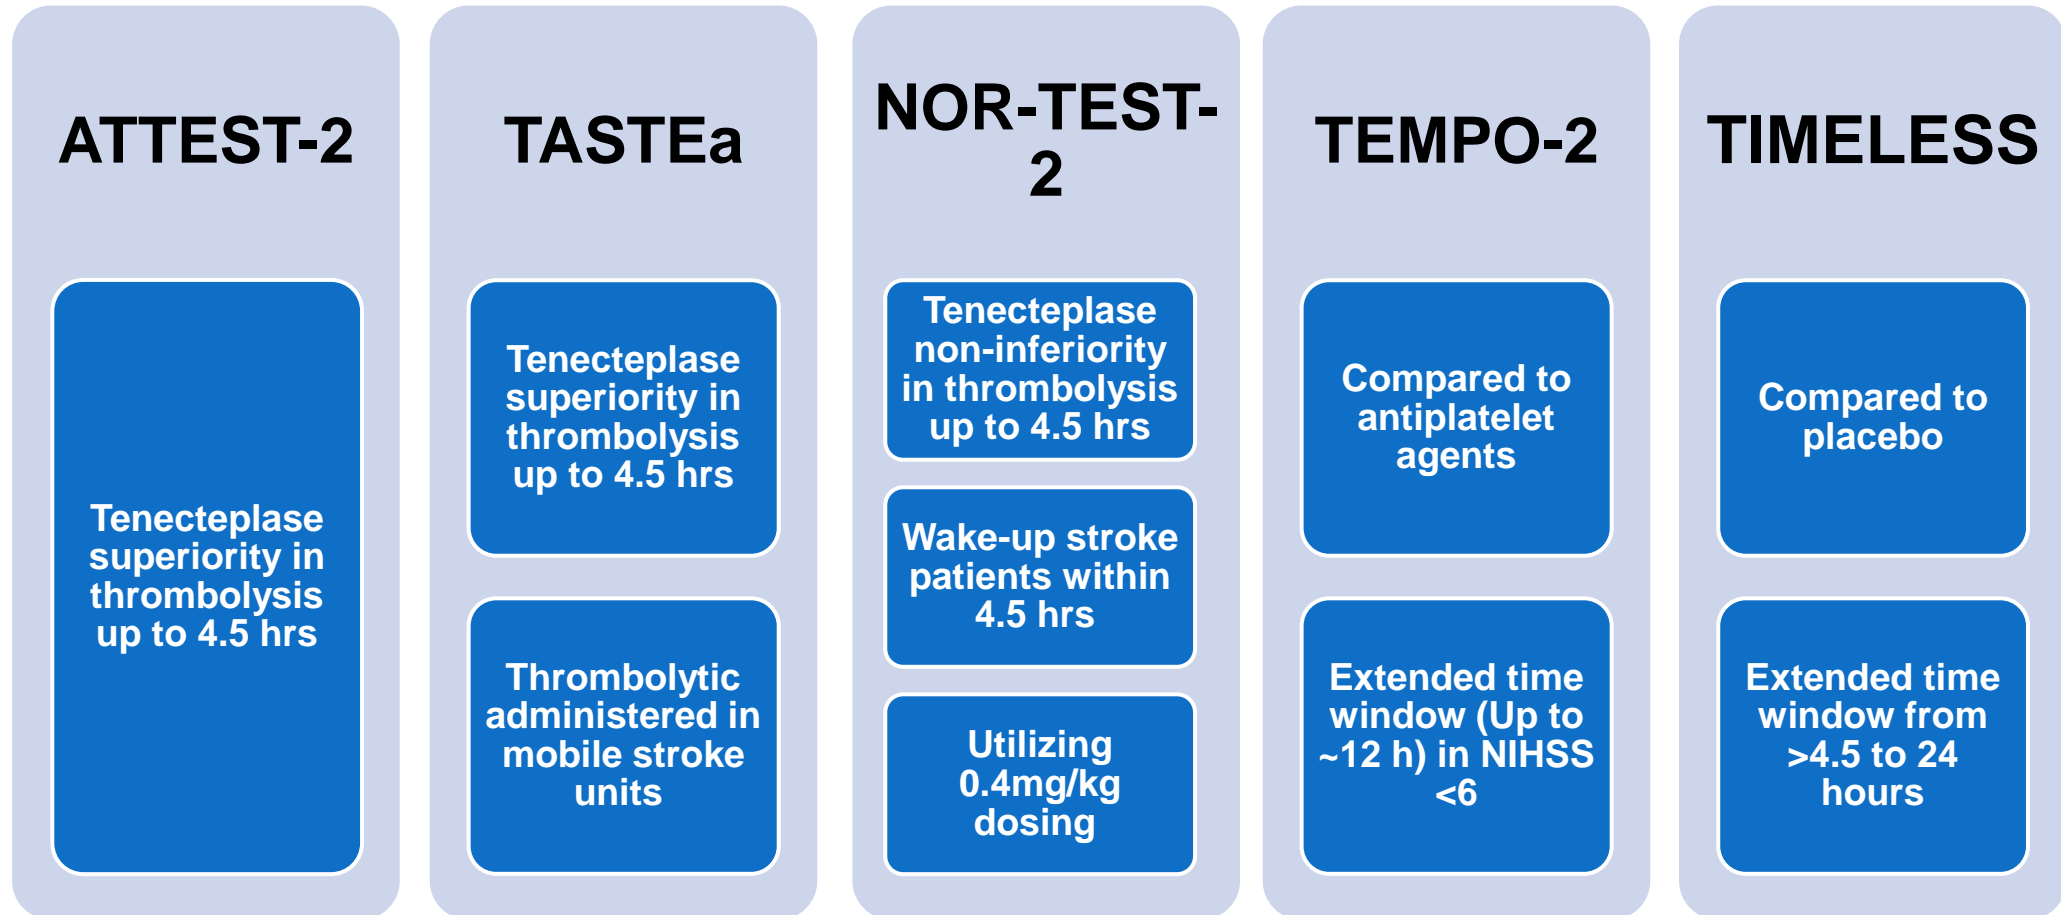 ATTEST-2
Tenecteplase
superiority in
thrombolysis
up to 4.5 hrs
TASTEa
Tenecteplase
superiority in
thrombolysis
up to 4.5 hrs
Thrombolytic
administered in
mobile stroke
units
NOR-TEST-
2
Tenecteplase
non-inferiority
in thrombolysis
up to 4.5 hrs
Wake-up stroke
patients within
4.5 hrs
Utilizing
0.4mg/kg
dosing
TEMPO-2
Compared to
antiplatelet
agents
Extended time
window (Up to
~12 h) in NIHSS
<6
TIMELESS
Compared to
placebo
Extended time
window from
>4.5 to 24
hours